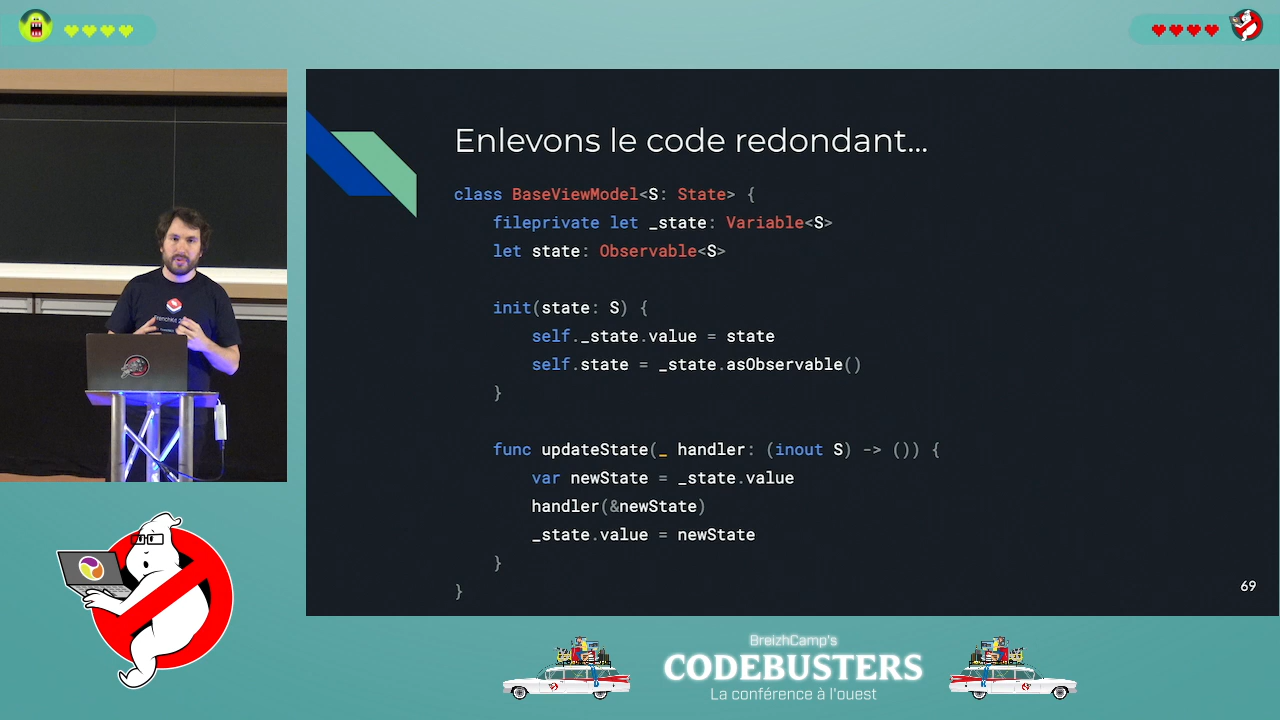 Enlevons le code redondant...
class BaseViewModel<S: State> {
    fileprivate let _state: Variable<S>
    let state: Observable<S>
    init(state: S) {
        self._state.value = state
        self.state = _state.asObservable()
    }
    func updateState(_ handler: (inout S) -> ()) {
        var newState = _state.value
        handler(&newState)
        _state.value = newState
    }
}
69
BreizhCamp's
CODEBUSTERS
La conférence à l'ouest